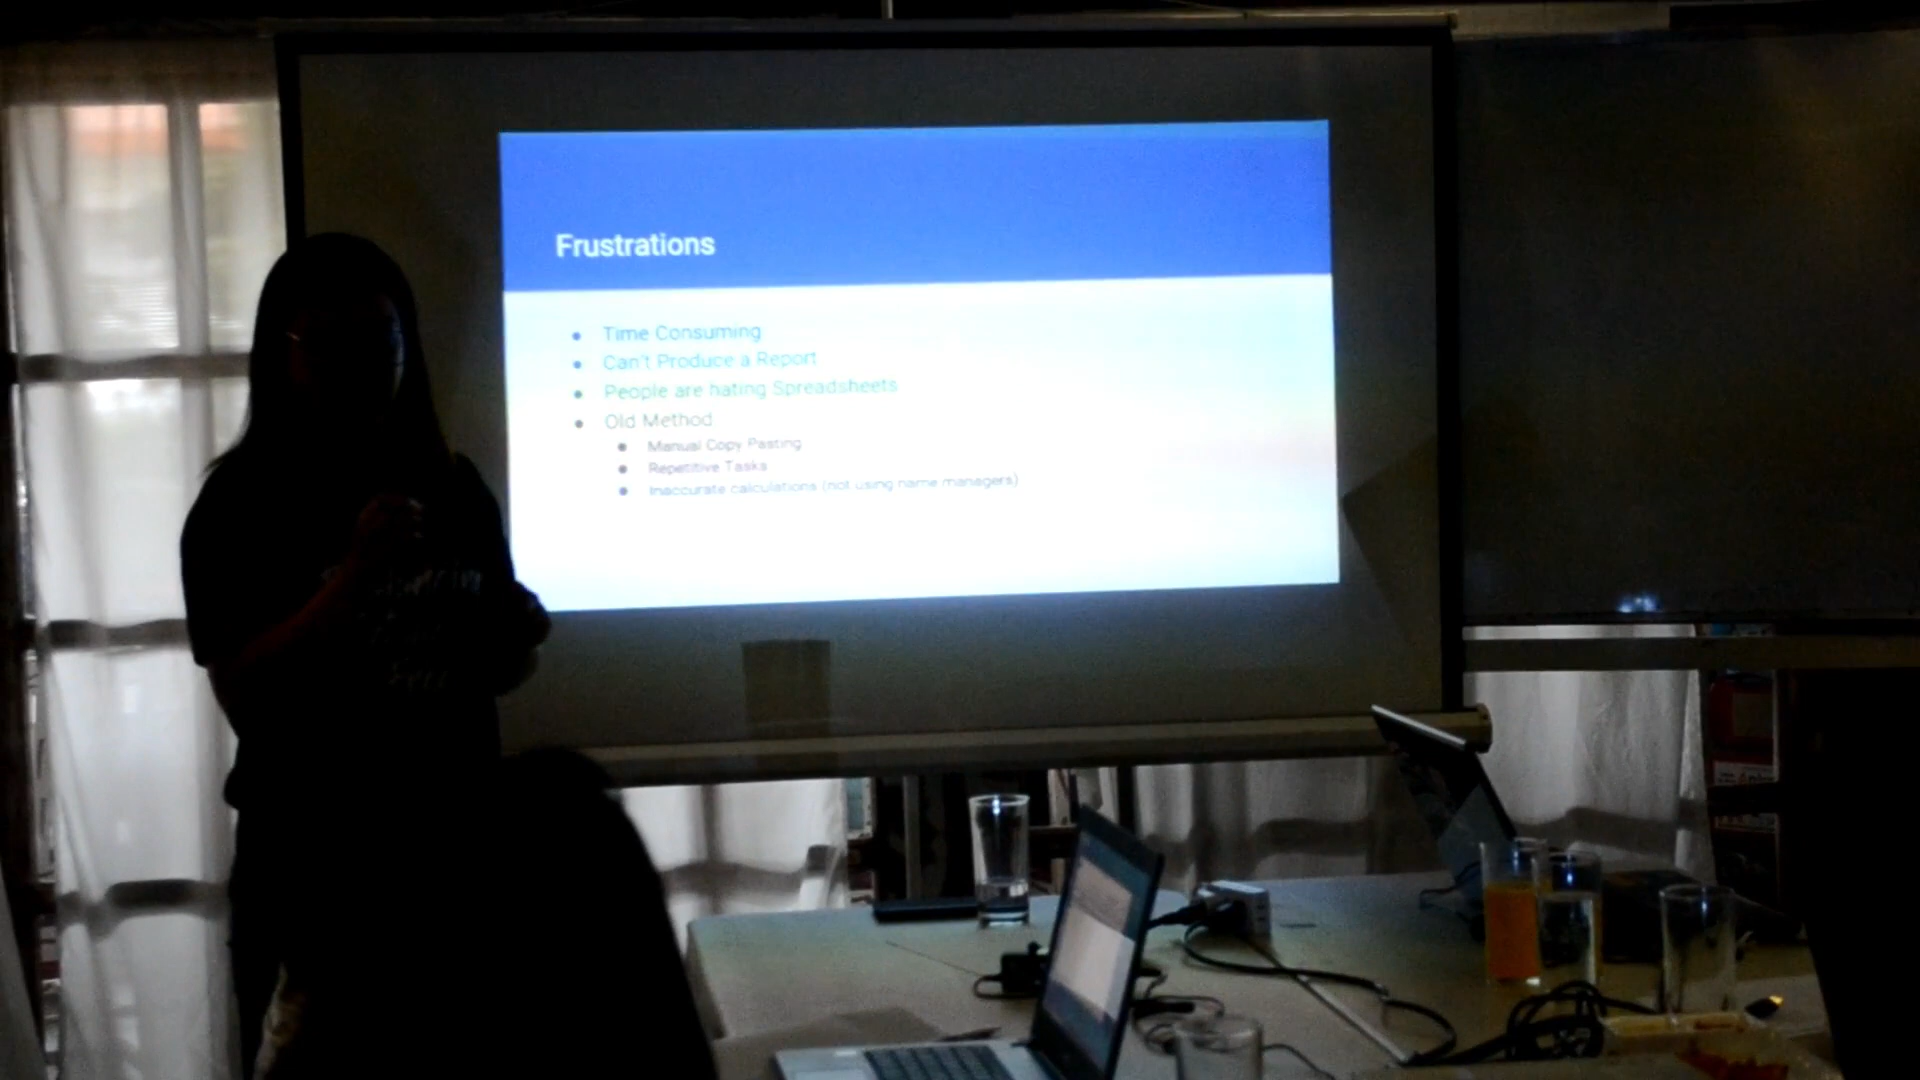 Frustrations
Time Consuming
Can't Produce a Report
People are hating Spreadsheets
Old Method
Manual Copy Pasting
Repetitive Tasks
Inaccurate calculations (not using name managers)